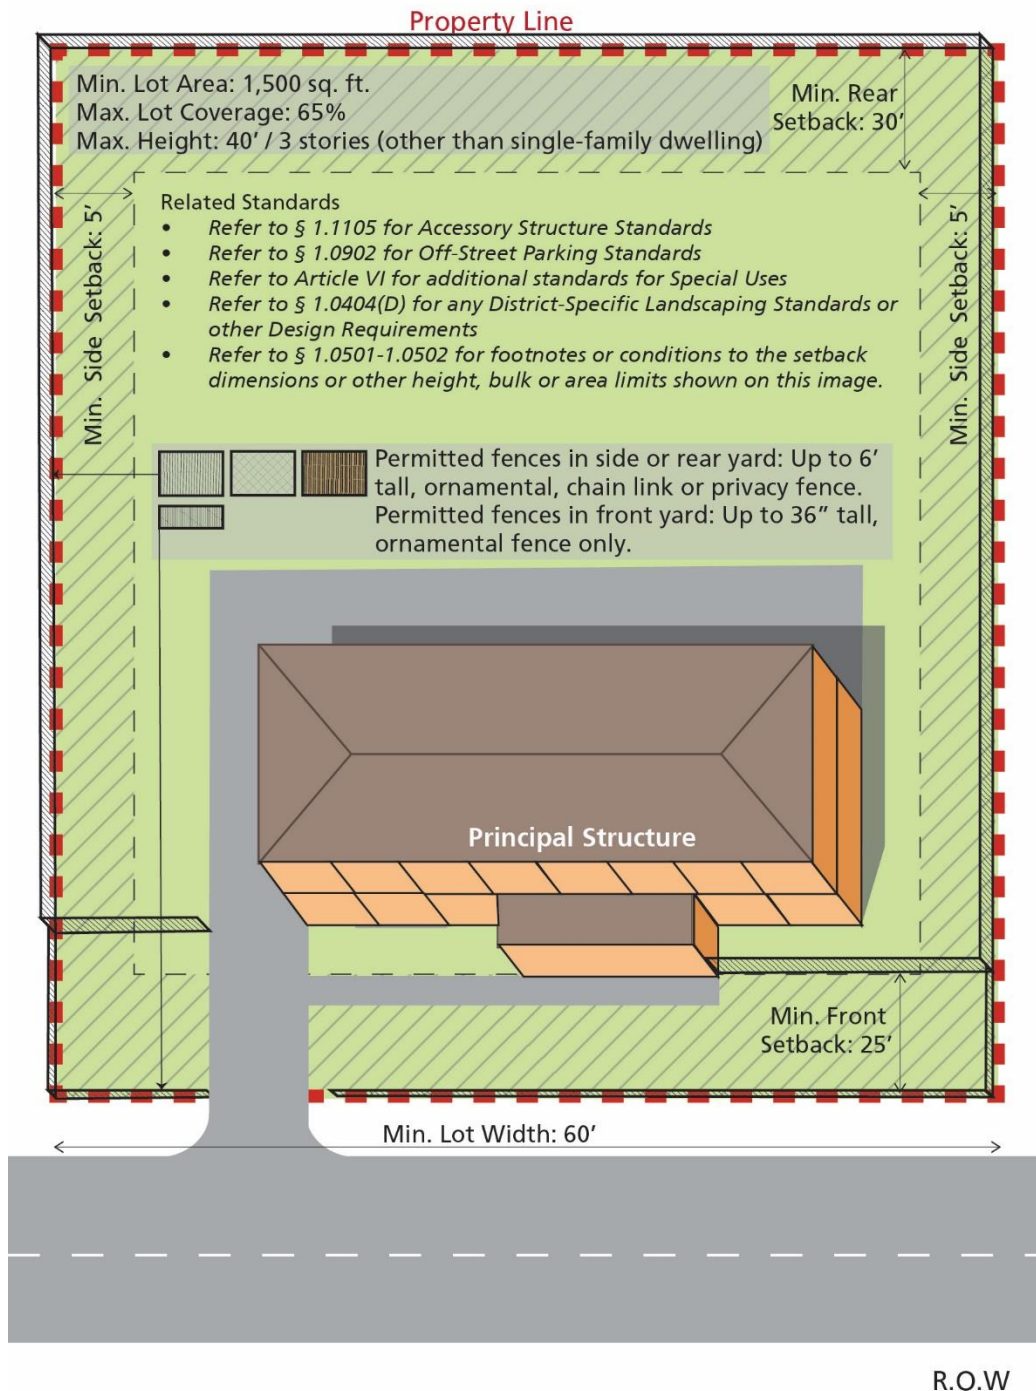 Property Line
Min. Lot Area: 1,500 sq. ft.
Max. Lot Coverage: 65%
Max. Height: 40’ / 3 stories (other than single-family dwelling)
Min. Rear
Setback: 30’
Min. Side Setback: 5’
Related Standards
• Refer to § 1.1105 for Accessory Structure Standards
• Refer to § 1.0902 for Off-Street Parking Standards
• Refer to Article VI for additional standards for Special Uses
• Refer to § 1.0404(D) for any District-Specific Landscaping Standards or
other Design Requirements
• Refer to § 1.0501-1.0502 for footnotes or conditions to the setback
dimensions or other height, bulk or area limits shown on this image.
Min. Side Setback: 5’
Permitted fences in side or rear yard: Up to 6’
tall, ornamental, chain link or privacy fence.
Permitted fences in front yard: Up to 36” tall,
ornamental fence only.
Principal Structure
Min. Front
Setback: 25’
Min. Lot Width: 60’
R.O.W